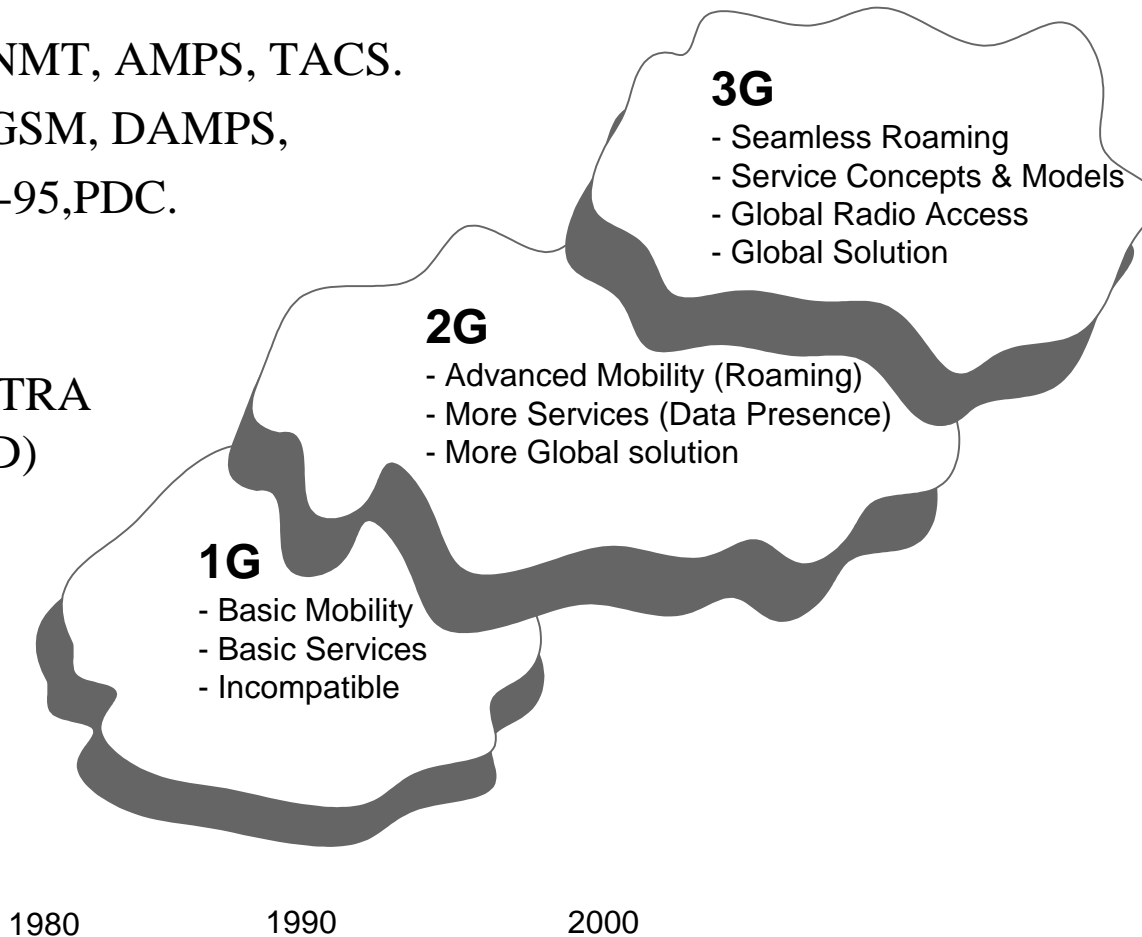 NMT, AMPS, TACS.
GSM, DAMPS,
-95,PDC.
TRA
D)
3G
- Seamless Roaming
- Service Concepts & Models
- Global Radio Access
- Global Solution
2G
- Advanced Mobility (Roaming)
- More Services (Data Presence)
- More Global solution
1G
- Basic Mobility
- Basic Services
- Incompatible
1980 1990 2000